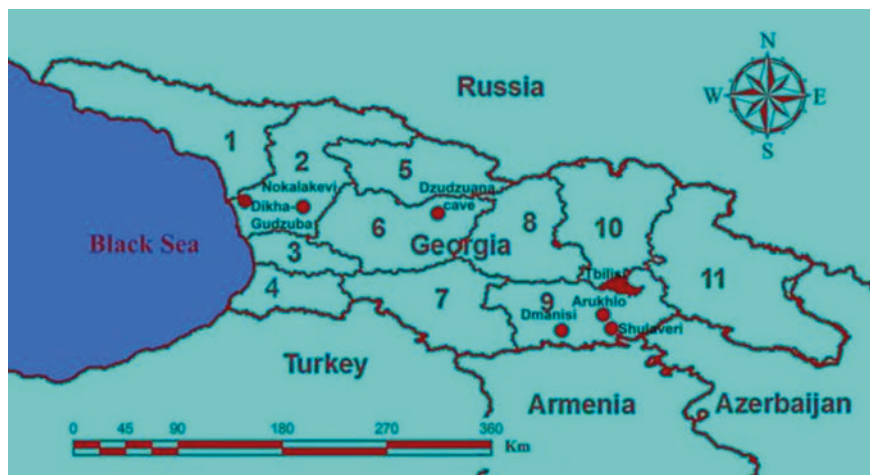 N
Russia
W
E
S
1
2
5
Nokalakevi
Dzudzuana
cave
Dikha-
Gudzuba
6
8
10
Black Sea
3
Georgia
Tbilisi
11
4
7
9
Arukhlo
Dmanisi
Shulaveri
Turkey
Armenia
Azerbaijan
0 45 90 180 270 360
Km